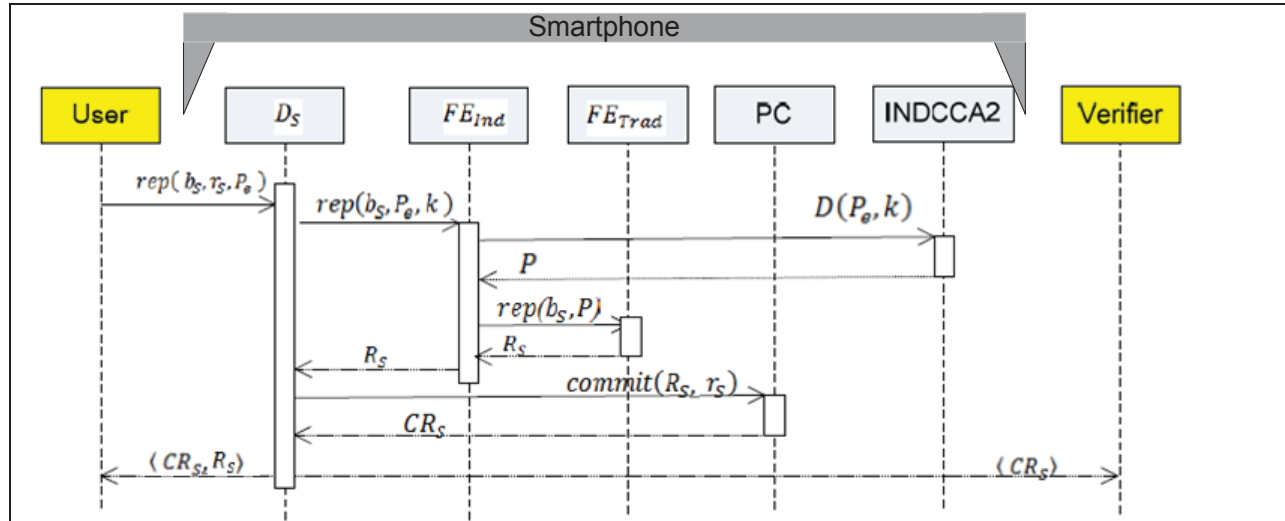 Smartphone
User
D_S
FE_Ind
FE_Trad
PC
INDCCA2
Verifier
rep(b_S, r_S, P_e)
rep(b_S, P_e, k)
D(P_e, k)
P
rep(b_S, P)
R_S
R_S
commit(R_S, r_S)
CR_S
⟨CR_S, R_S⟩
⟨CR_S⟩